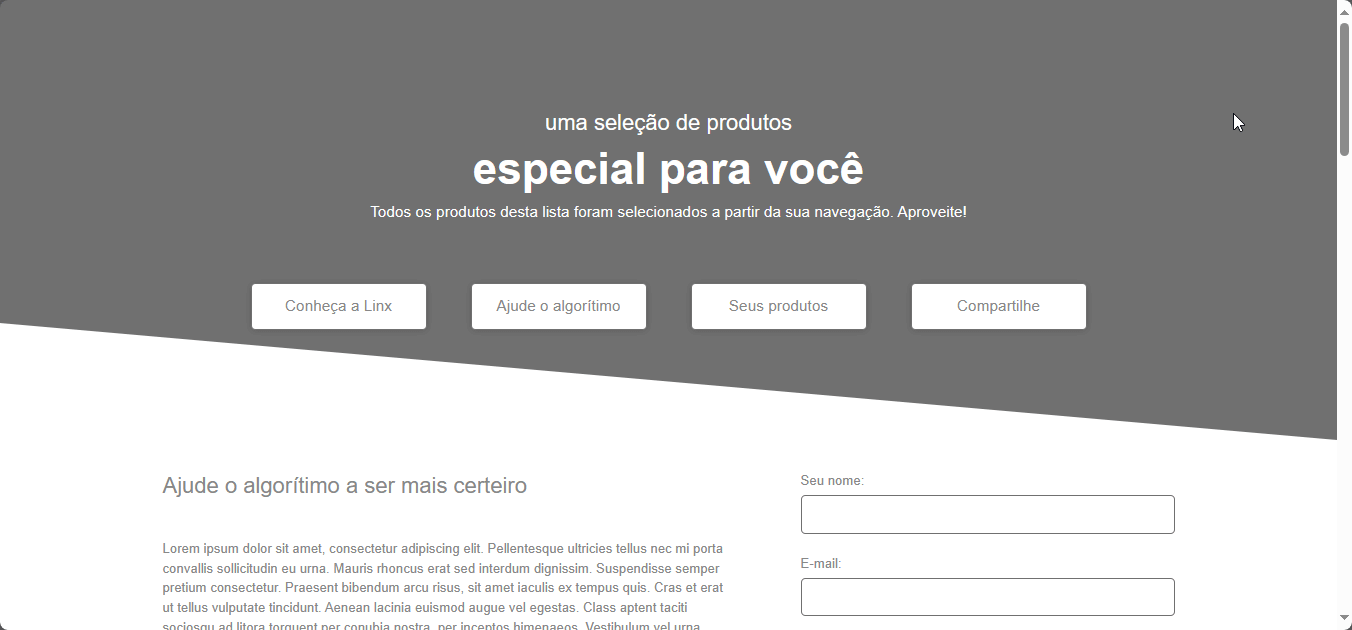 uma seleção de produtos
especial para você
Todos os produtos desta lista foram selecionados a partir da sua navegação. Aproveite!
Conheça a Linx
Ajude o algorítimo
Seus produtos
Compartilhe
Ajude o algorítimo a ser mais certeiro
Lorem ipsum dolor sit amet, consectetur adipiscing elit. Pellentesque ultricies tellus nec mi porta
convallis sollicitudin eu urna. Mauris rhoncus erat sed interdum dignissim. Suspendisse semper
pretium consectetur. Praesent bibendum arcu risus, sit amet iaculis ex tempus quis. Cras et erat
ut tellus vulputate tincidunt. Aenean lacinia euismod augue vel egestas. Class aptent taciti
sociosqu ad litora torquent per conubia nostra, per inceptos himenaeos. Vestibulum vel urna
Seu nome:
E-mail: